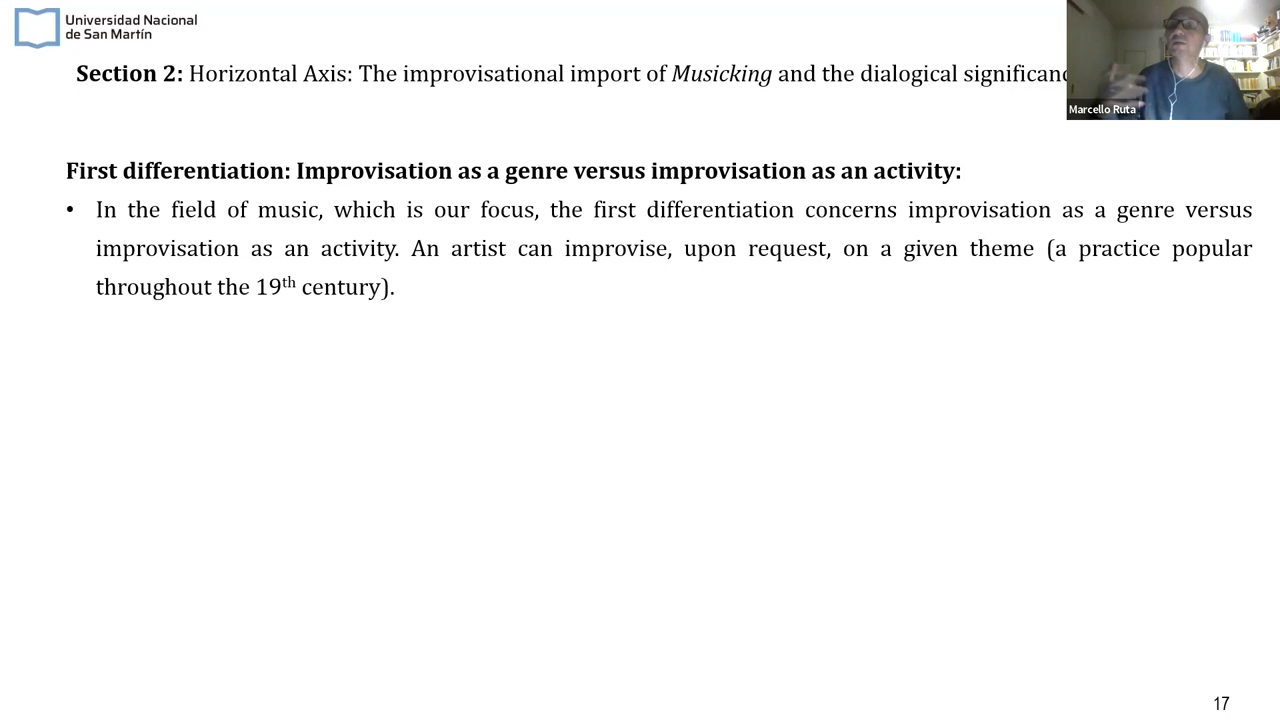 Universidad Nacional
de San Martín
Section 2: Horizontal Axis: The improvisational import of Musicking and the dialogical
Marcello Ruta
First differentiation: Improvisation as a genre versus improvisation as an activity:
• In the field of music, which is our focus, the first differentiation concerns improvisation as a genre versus
improvisation as an activity. An artist can improvise, upon request, on a given theme (a practice popular
throughout the 19th century).
17